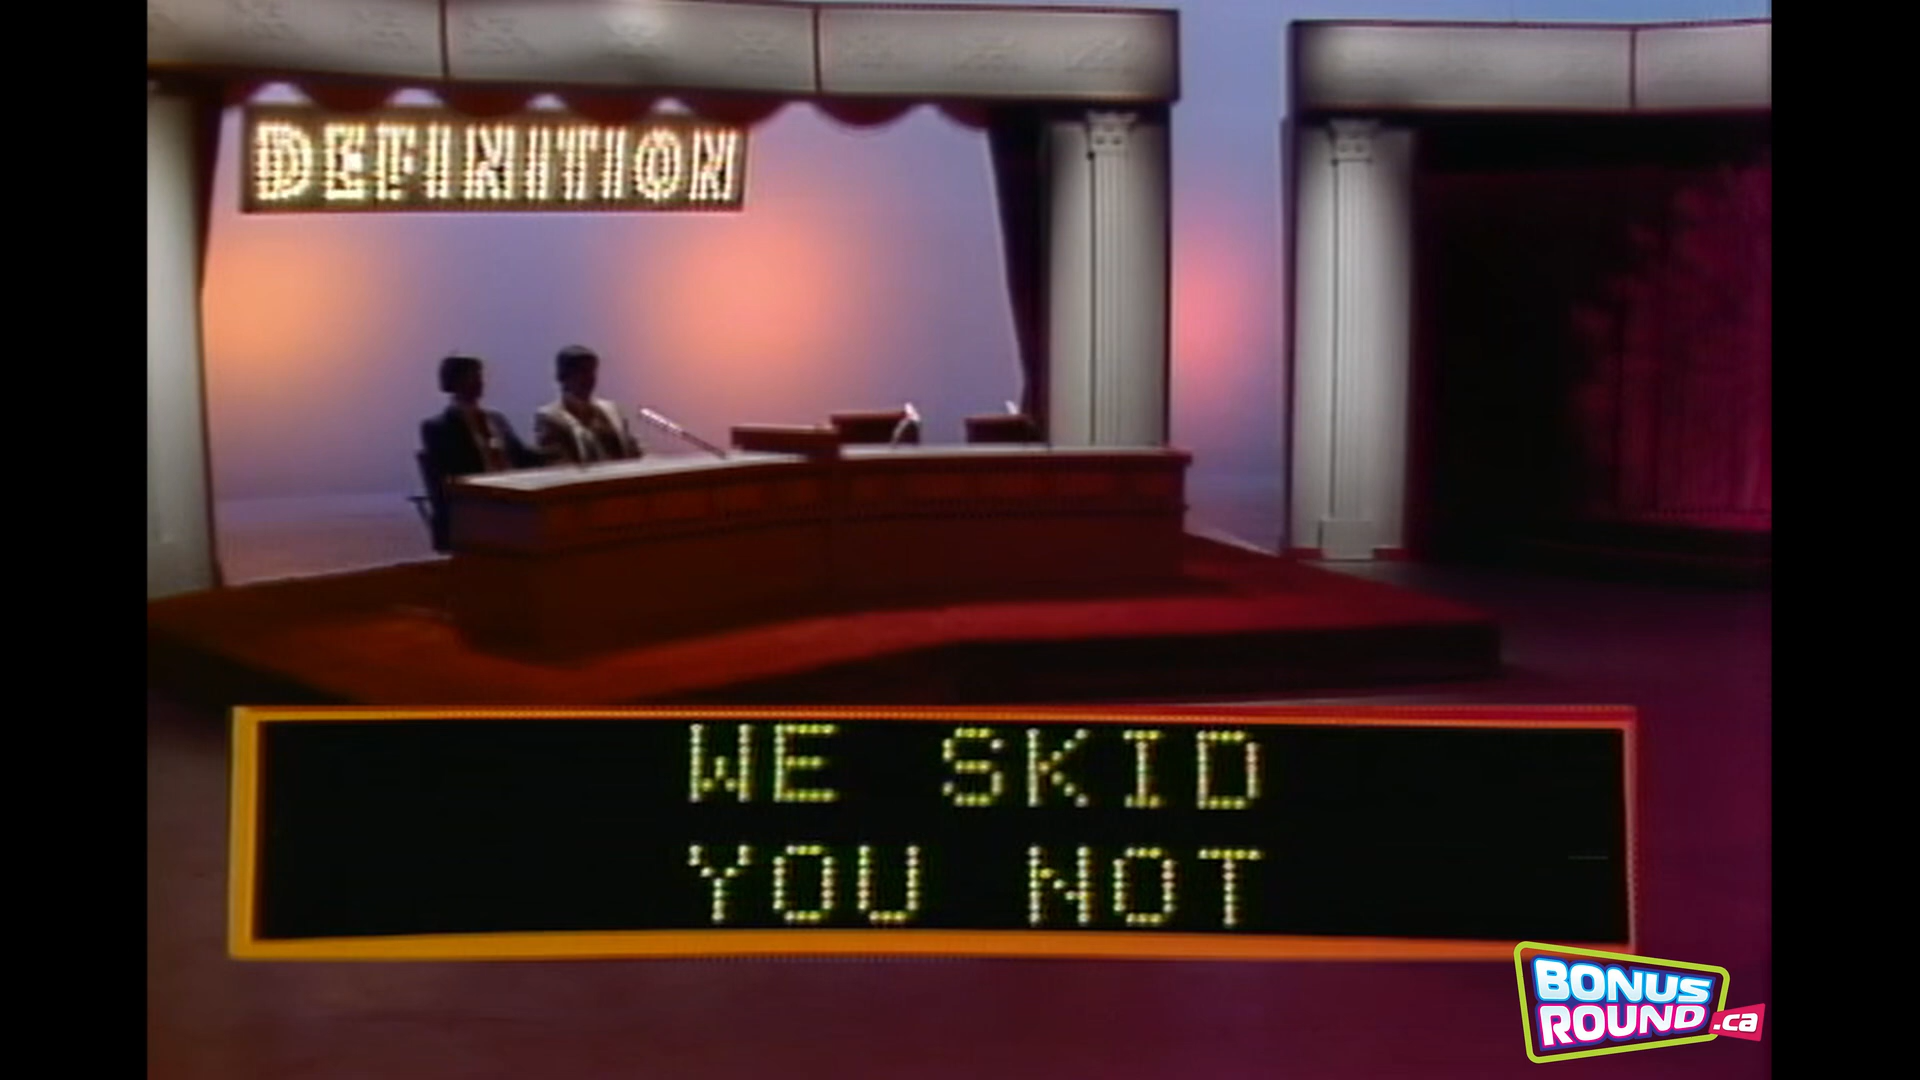 DEFINITION
WE SKID
YOU NOT
BONUS
ROUND.ca